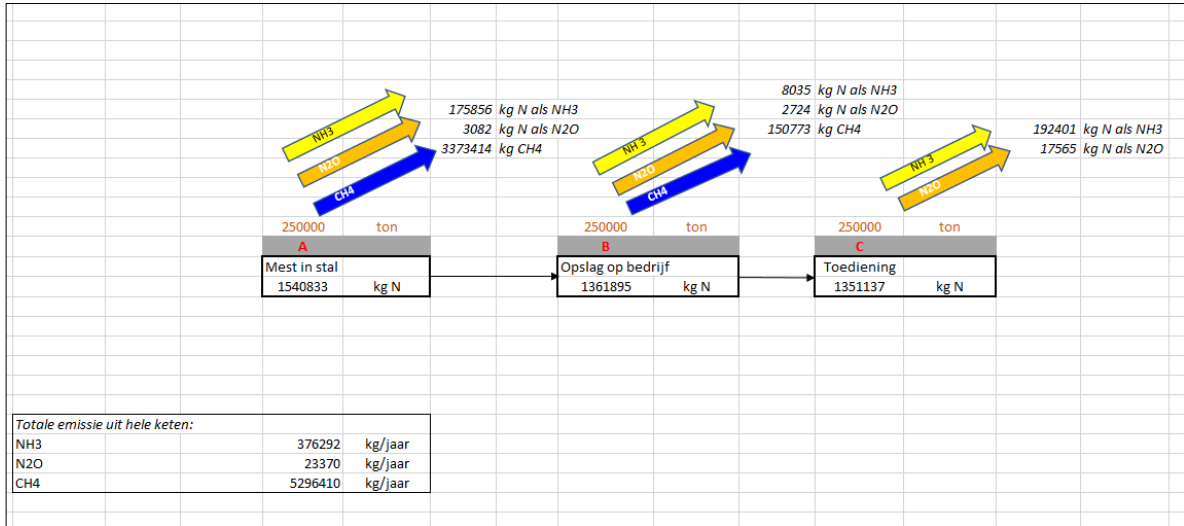 8035 kg N als NH3
175856 kg N als NH3
2724 kg N als N2O
3082 kg N als N2O
150773 kg CH4
192401 kg N als NH3
3373414 kg CH4
17565 kg N als N2O
NH3
N2O
CH4
NH 3
N2O
CH4
NH 3
N2O
250000 ton
250000 ton
250000 ton
A
B
C
Mest in stal
1540833 kg N
Opslag op bedrijf
1361895 kg N
Toediening
1351137 kg N
Totale emissie uit hele keten:
NH3 376292 kg/jaar
N2O 23370 kg/jaar
CH4 5296410 kg/jaar